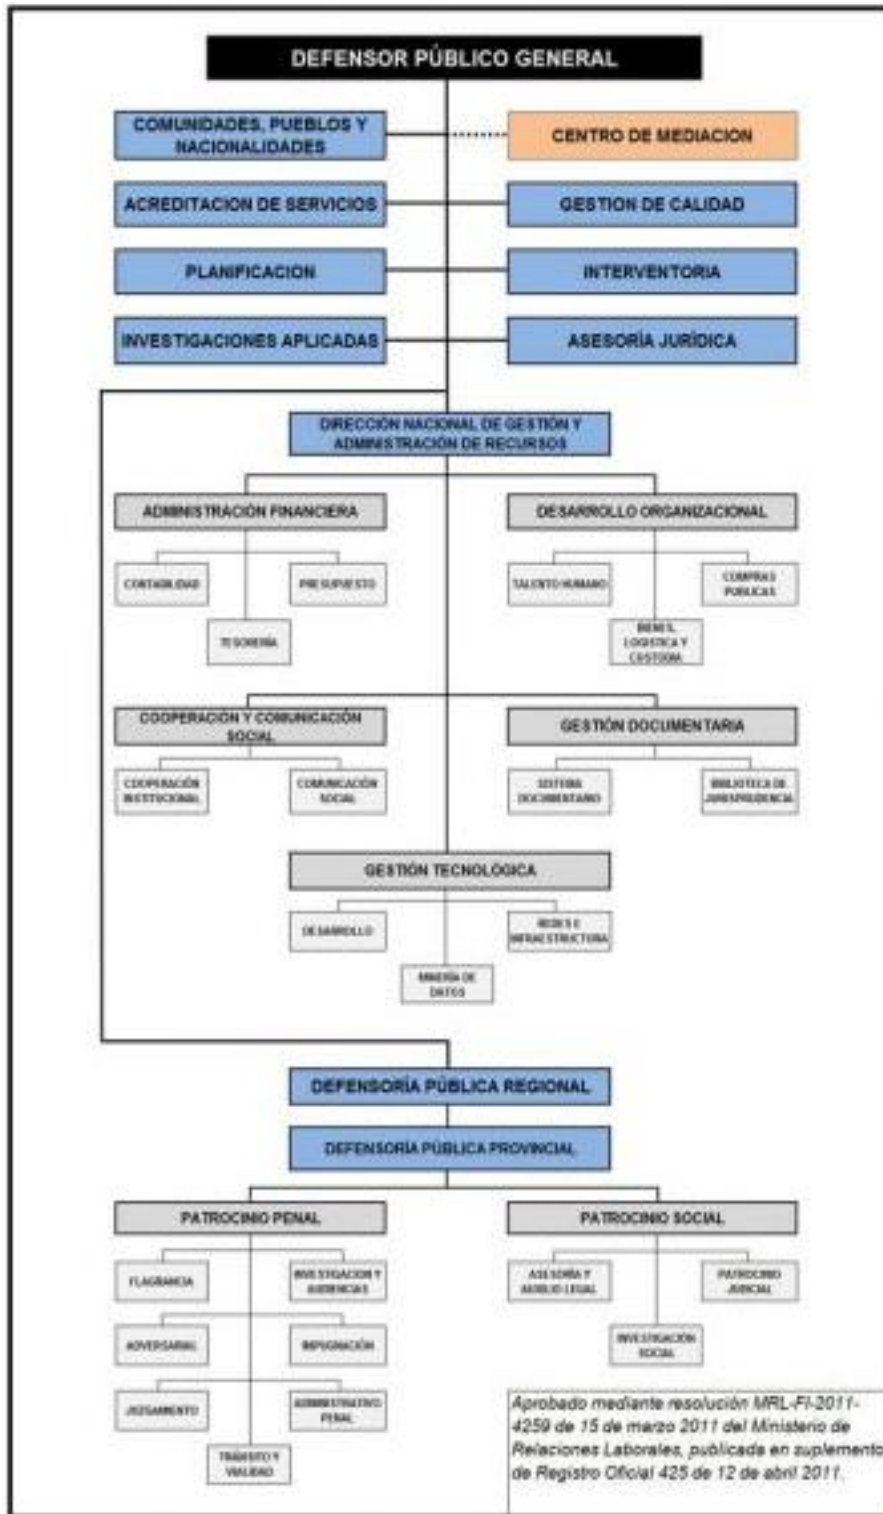 DEFENSOR PÚBLICO GENERAL
COMUNIDADES, PUEBLOS Y
NACIONALIDADES
CENTRO DE MEDIACION
ACREDITACION DE SERVICIOS
GESTION DE CALIDAD
PLANIFICACION
INTERVENTORIA
INVESTIGACIONES APLICADAS
ASESORÍA JURÍDICA
DIRECCIÓN NACIONAL DE GESTIÓN Y
ADMINISTRACIÓN DE RECURSOS
ADMINISTRACIÓN FINANCIERA
DESARROLLO ORGANIZACIONAL
CONTABILIDAD
PRESUPUESTO
TALENTO HUMANO
COMPRAS
PUBLICAS
TESORERÍA
BIENES,
LOGISTICA Y
CUSTODIA
COOPERACIÓN Y COMUNICACIÓN
SOCIAL
GESTIÓN DOCUMENTARIA
COOPERACIÓN
INSTITUCIONAL
COMUNICACIÓN
SOCIAL
SISTEMA
DOCUMENTARIO
BIBLIOTECA DE
JURISPRUDENCIA
GESTIÓN TECNOLÓGICA
DESARROLLO
REDES E
INFRAESTRUCTURA
MINERÍA DE
DATOS
DEFENSORÍA PÚBLICA REGIONAL
DEFENSORÍA PÚBLICA PROVINCIAL
PATROCINIO PENAL
PATROCINIO SOCIAL
FLAGRANCIA
INVESTIGACION Y
AUDIENCIAS
ASESORÍA Y
AUXILIO LEGAL
PATROCINIO
JUDICIAL
ADVERSARIAL
IMPUGNACIÓN
INVESTIGACIÓN
SOCIAL
JUZGAMIENTO
ADMINISTRATIVO
PENAL
TRÁNSITO Y
VIALIDAD
Aprobado mediante resolución MRL-FI-2011-
4259 de 15 de marzo 2011 del Ministerio de
Relaciones Laborales, publicada en suplemento
de Registro Oficial 425 de 12 de abril 2011.